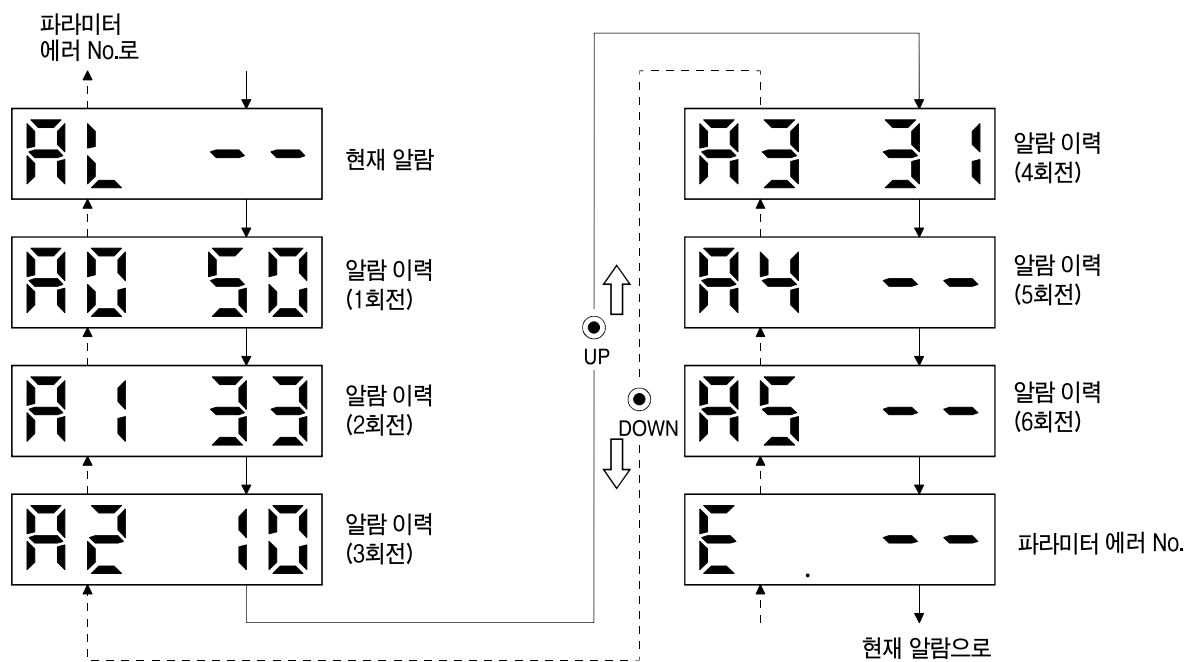 파라미터
에러 No.로
AL --
현재 알람
A0 50
알람 이력
(1회전)
A1 33
알람 이력
(2회전)
A2 10
알람 이력
(3회전)
UP
DOWN
A3 31
알람 이력
(4회전)
A4 --
알람 이력
(5회전)
A5 --
알람 이력
(6회전)
E . --
파라미터 에러 No.
현재 알람으로